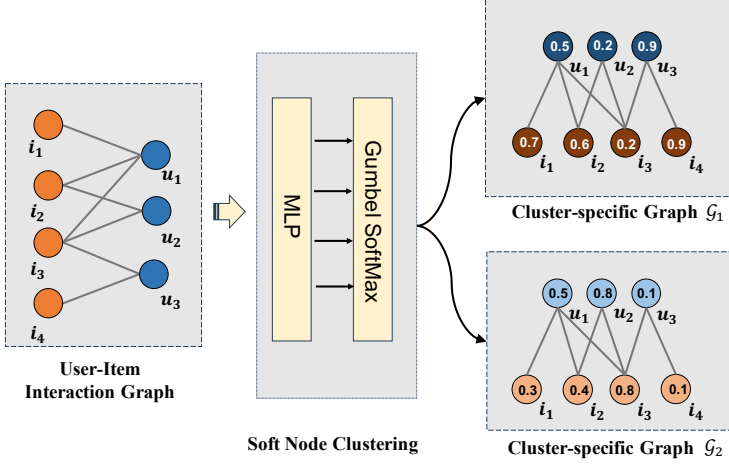 i₁
i₂
i₃
i₄
u₁
u₂
u₃
User-Item
Interaction Graph
MLP
Gumbel SoftMax
Soft Node Clustering
0.5 0.2 0.9
u₁ u₂ u₃
0.7 0.6 0.2 0.9
i₁ i₂ i₃ i₄
Cluster-specific Graph 𝒢₁
0.5 0.8 0.1
u₁ u₂ u₃
0.3 0.4 0.8 0.1
i₁ i₂ i₃ i₄
Cluster-specific Graph 𝒢₂